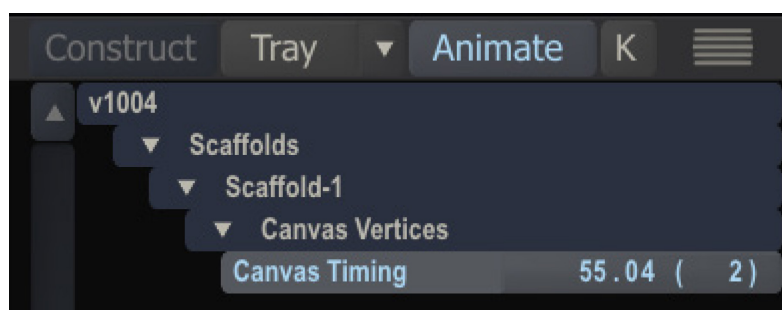 Construct Tray Animate K
v1004
Scaffolds
Scaffold-1
Canvas Vertices
Canvas Timing 55.04 ( 2)